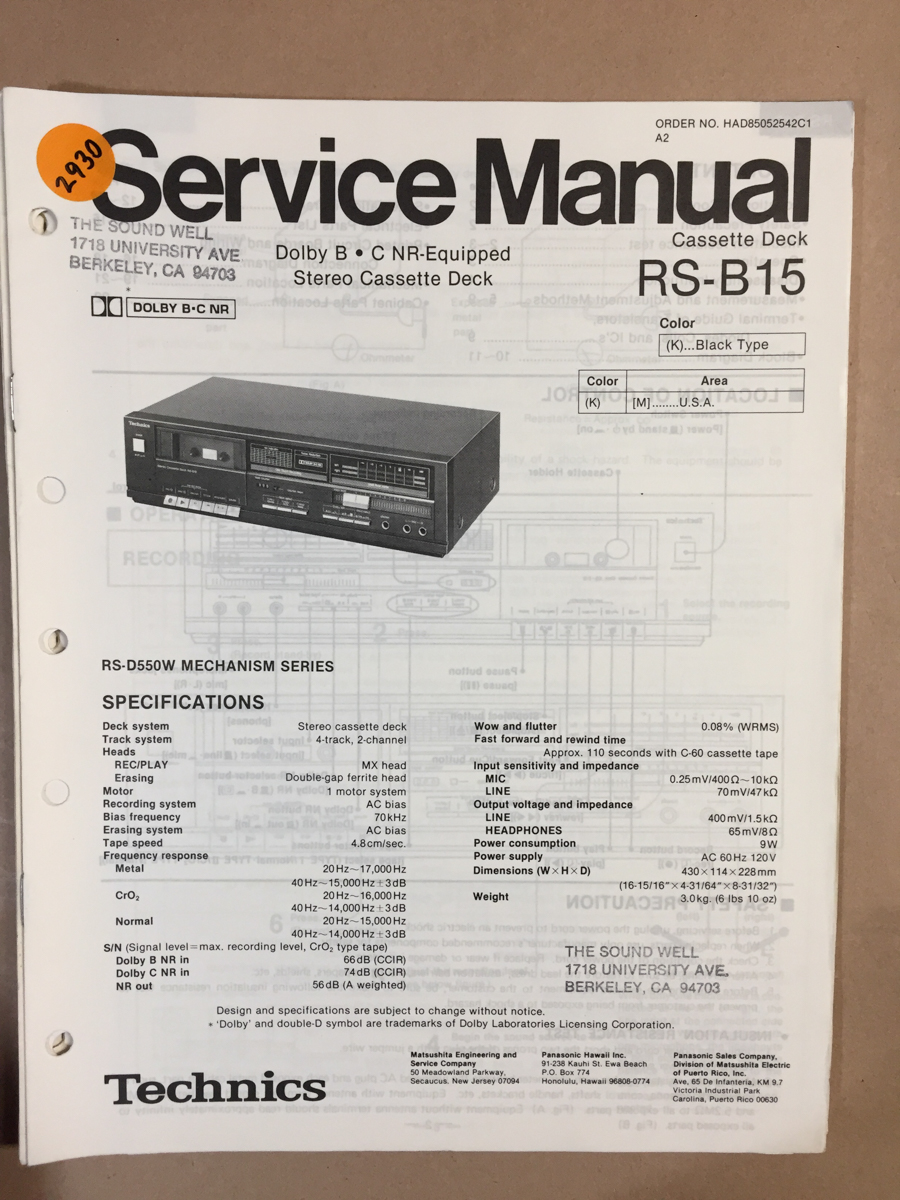 ORDER NO. HAD85052542C1
A2
2930
Service Manual
THE SOUND WELL
1718 UNIVERSITY AVE
BERKELEY, CA 94703
Dolby B • C NR-Equipped
Stereo Cassette Deck
Cassette Deck
RS-B15
DOLBY B•C NR
Color
(K)...Black Type
Color Area
(K) [M]........U.S.A.
Technics
RS-D550W MECHANISM SERIES
SPECIFICATIONS
Deck system Stereo cassette deck
Track system 4-track, 2-channel
Heads
REC/PLAY MX head
Erasing Double-gap ferrite head
Motor 1 motor system
Recording system AC bias
Bias frequency 70kHz
Erasing system AC bias
Tape speed 4.8cm/sec.
Frequency response
Metal 20Hz~17,000Hz
40Hz~15,000Hz±3dB
CrO₂ 20Hz~16,000Hz
40Hz~14,000Hz±3dB
Normal 20Hz~15,000Hz
40Hz~14,000Hz±3dB
S/N (Signal level=max. recording level, CrO₂ type tape)
Dolby B NR in 66dB (CCIR)
Dolby C NR in 74dB (CCIR)
NR out 56dB (A weighted)
Wow and flutter 0.08% (WRMS)
Fast forward and rewind time
Approx. 110 seconds with C-60 cassette tape
Input sensitivity and impedance
MIC 0.25mV/400Ω~10kΩ
LINE 70mV/47kΩ
Output voltage and impedance
LINE 400mV/1.5kΩ
HEADPHONES 65mV/8Ω
Power consumption 9W
Power supply AC 60Hz 120V
Dimensions (W×H×D) 430×114×228mm
(16-15/16"×4-31/64"×8-31/32")
Weight 3.0kg. (6 lbs 10 oz)
THE SOUND WELL
1718 UNIVERSITY AVE.
BERKELEY, CA 94703
Design and specifications are subject to change without notice.
* 'Dolby' and double-D symbol are trademarks of Dolby Laboratories Licensing Corporation.
Technics
Matsushita Engineering and
Service Company
50 Meadowland Parkway,
Secaucus, New Jersey 07094
Panasonic Hawaii Inc.
91-238 Kauhi St. Ewa Beach
P.O. Box 774
Honolulu, Hawaii 96808-0774
Panasonic Sales Company,
Division of Matsushita Electric
of Puerto Rico, Inc.
Ave, 65 De Infanteria, KM 9.7
Victoria Industrial Park
Carolina, Puerto Rico 00630